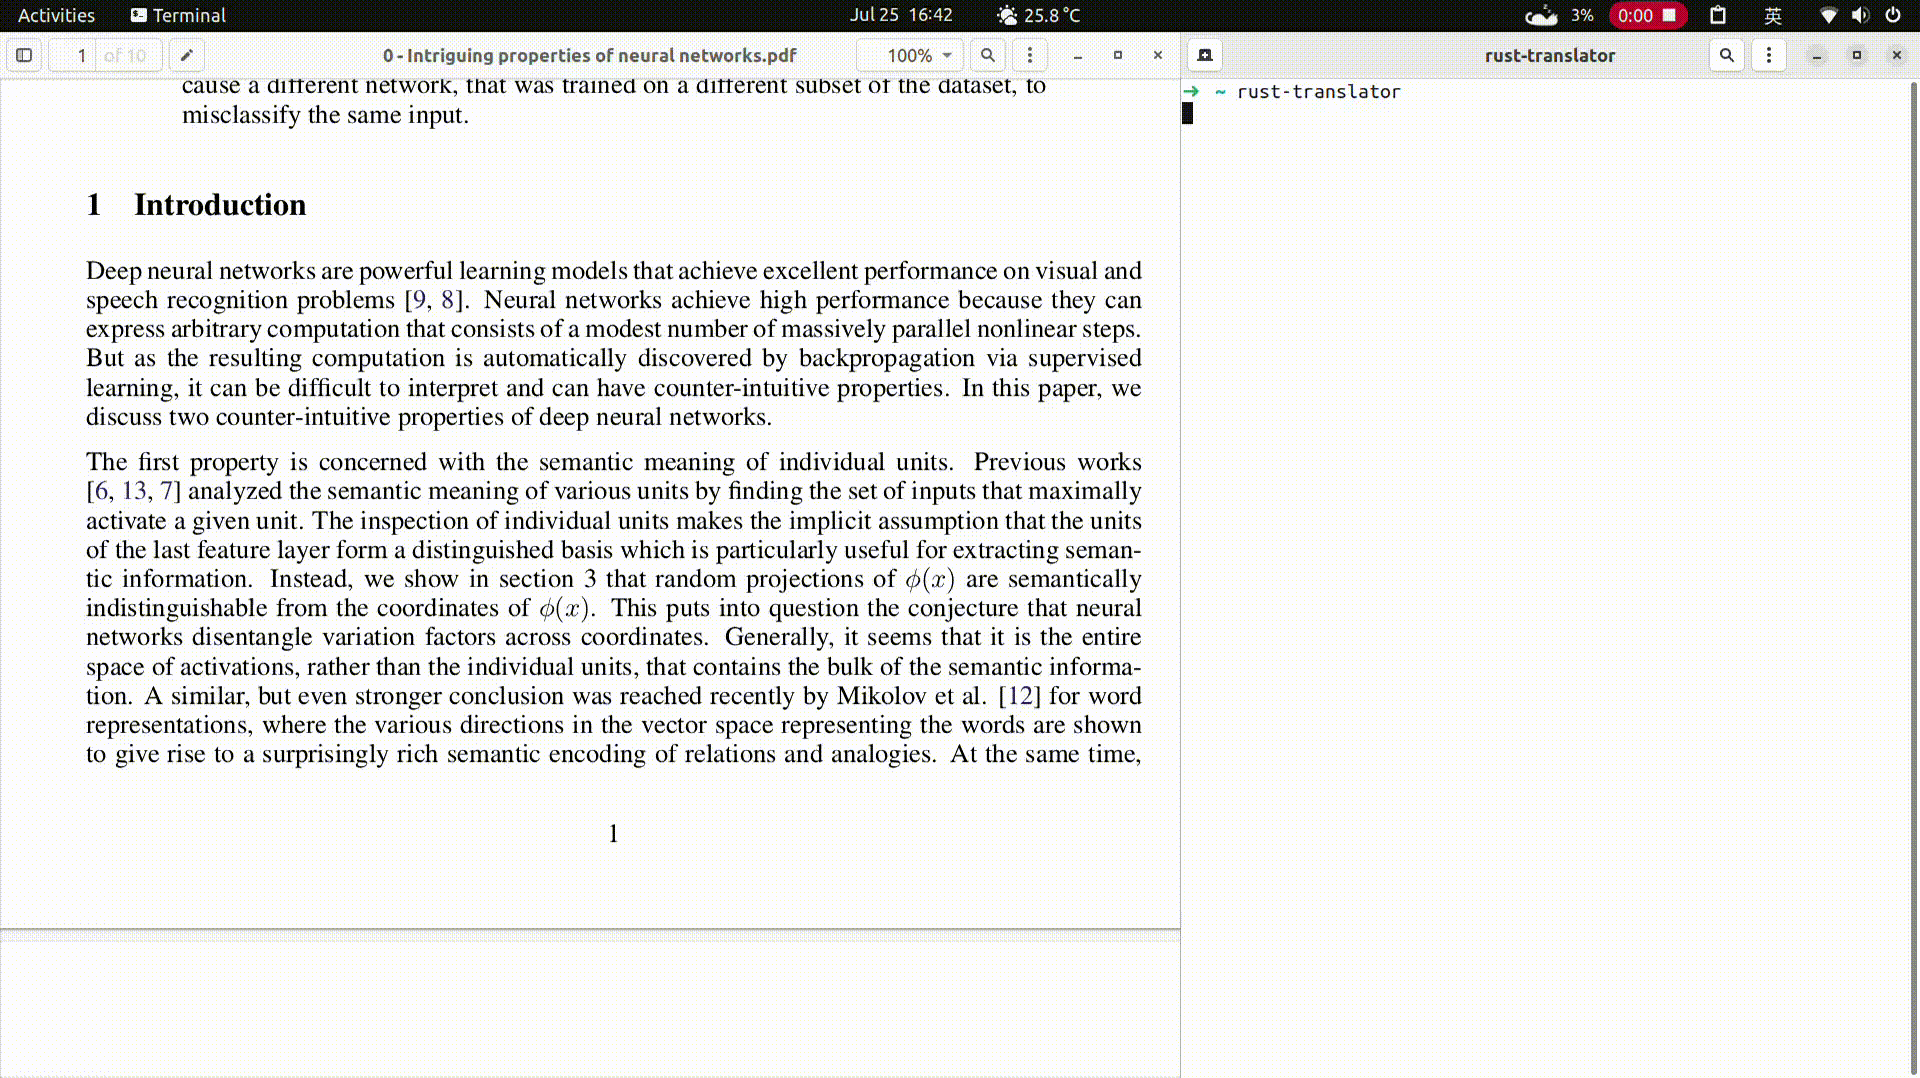 Activities Terminal Jul 25 16:42 25.8 °C 3% 0:00 英
1 of 10 0 - Intriguing properties of neural networks.pdf 100% rust-translator
cause a different network, that was trained on a different subset of the dataset, to
misclassify the same input.
1 Introduction
Deep neural networks are powerful learning models that achieve excellent performance on visual and
speech recognition problems [9, 8]. Neural networks achieve high performance because they can
express arbitrary computation that consists of a modest number of massively parallel nonlinear steps.
But as the resulting computation is automatically discovered by backpropagation via supervised
learning, it can be difficult to interpret and can have counter-intuitive properties. In this paper, we
discuss two counter-intuitive properties of deep neural networks.
The first property is concerned with the semantic meaning of individual units. Previous works
[6, 13, 7] analyzed the semantic meaning of various units by finding the set of inputs that maximally
activate a given unit. The inspection of individual units makes the implicit assumption that the units
of the last feature layer form a distinguished basis which is particularly useful for extracting seman-
tic information. Instead, we show in section 3 that random projections of ϕ(x) are semantically
indistinguishable from the coordinates of ϕ(x). This puts into question the conjecture that neural
networks disentangle variation factors across coordinates. Generally, it seems that it is the entire
space of activations, rather than the individual units, that contains the bulk of the semantic informa-
tion. A similar, but even stronger conclusion was reached recently by Mikolov et al. [12] for word
representations, where the various directions in the vector space representing the words are shown
to give rise to a surprisingly rich semantic encoding of relations and analogies. At the same time,
1
→ ~ rust-translator